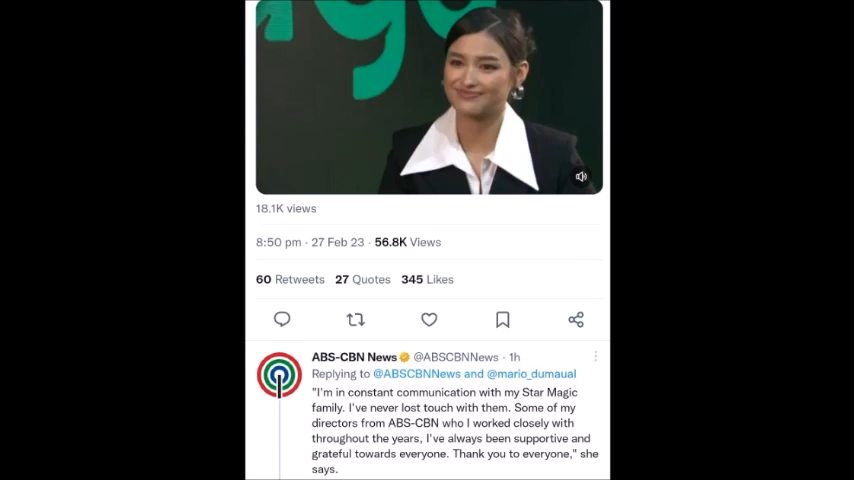 18.1K views
8:50 pm · 27 Feb 23 · 56.8K Views
60 Retweets 27 Quotes 345 Likes
ABS-CBN News @ABSCBNNews · 1h
Replying to @ABSCBNNews and @mario_dumaual
"I'm in constant communication with my Star Magic
family. I've never lost touch with them. Some of my
directors from ABS-CBN who I worked closely with
throughout the years, I've always been supportive and
grateful towards everyone. Thank you to everyone," she
says.